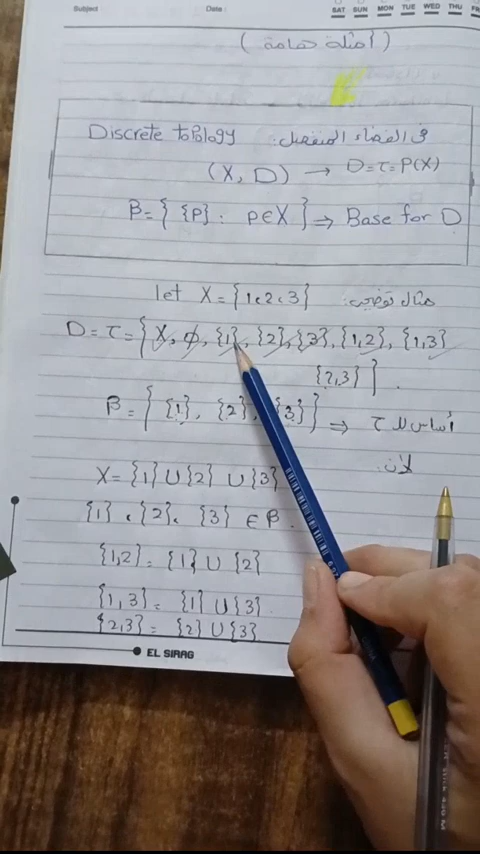 Subject Date:
SAT SUN MON TUE WED THU FR
( أمثلة هامة )
Discrete topology في الفضاء المنفصل:
(X, D) → D=τ=P(X)
β={ {P}: P∈X } ⇒ Base for D
let X={1,2,3} مثال توضيحي:
D=τ={X, φ, {1}, {2}, {3}, {1,2}, {1,3}
{2,3}}.
β={ {1}, {2}, {3}} ⇒ أساس لـ τ
لأن:
X={1} U {2} U {3}
{1}, {2}, {3} ∈ β.
{1,2}= {1} U {2}
{1,3}= {1} U {3}
{2,3}= {2} U {3}
EL SIRAG